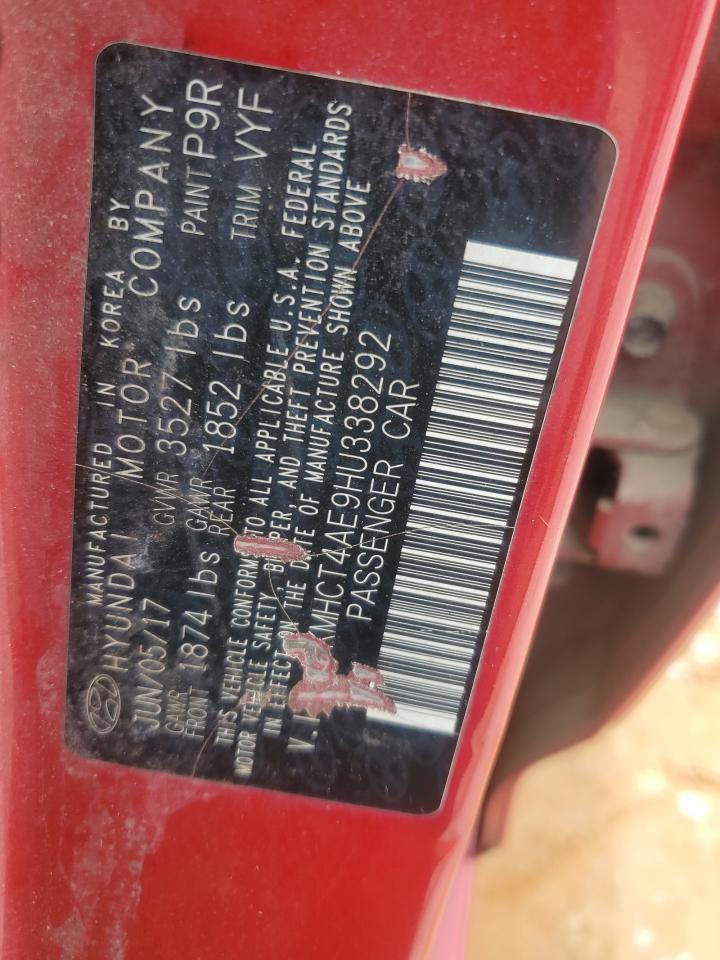 MANUFACTURED IN KOREA BY
HYUNDAI MOTOR COMPANY
JUN/05/17 GVWR 3527 lbs PAINT P9R
GAWR FRONT 1874 lbs GAWR REAR 1852 lbs TRIM VYF
THIS VEHICLE CONFORM TO ALL APPLICABLE U.S.A. FEDERAL
MOTOR VEHICLE SAFETY, PER, AND THEFT PREVENTION STANDARDS
IN EFFECT ON THE DATE OF MANUFACTURE SHOWN ABOVE
V.I KMHCT4AE9HU338292
PASSENGER CAR